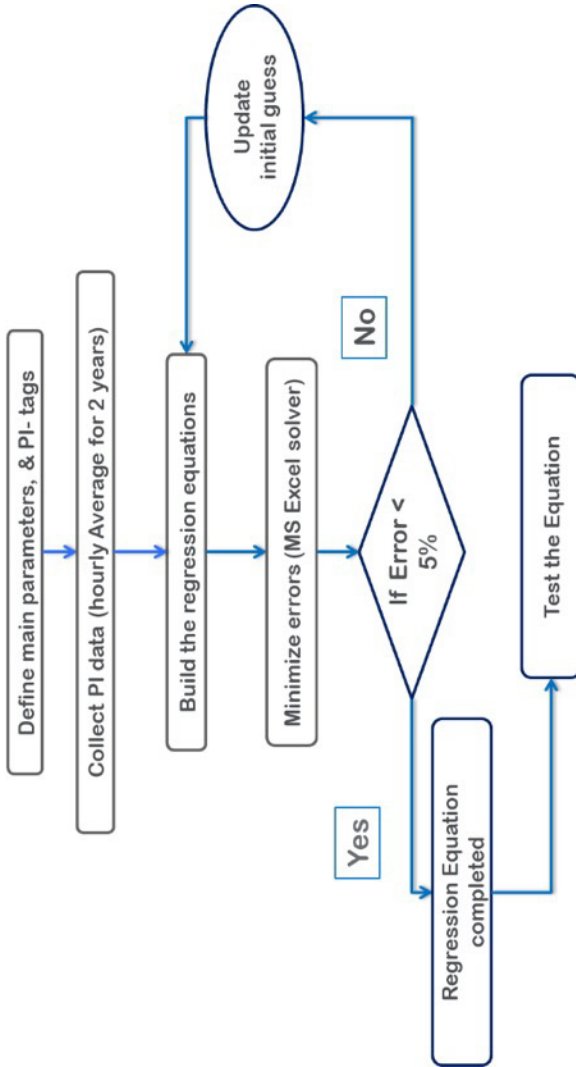 Define main parameters, & PI- tags
Collect PI data (hourly Average for 2 years)
Build the regression equations
Update
initial guess
Minimize errors (MS Excel solver)
If Error <
5%
Yes
No
Regression Equation
completed
Test the Equation